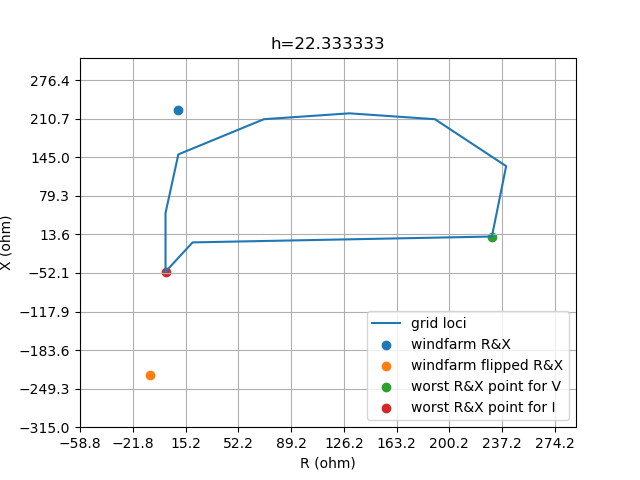 h=22.333333
276.4
210.7
145.0
79.3
13.6
−52.1
−117.9
−183.6
−249.3
−315.0
X (ohm)
grid loci
windfarm R&X
windfarm flipped R&X
worst R&X point for V
worst R&X point for I
−58.8 −21.8 15.2 52.2 89.2 126.2 163.2 200.2 237.2 274.2
R (ohm)